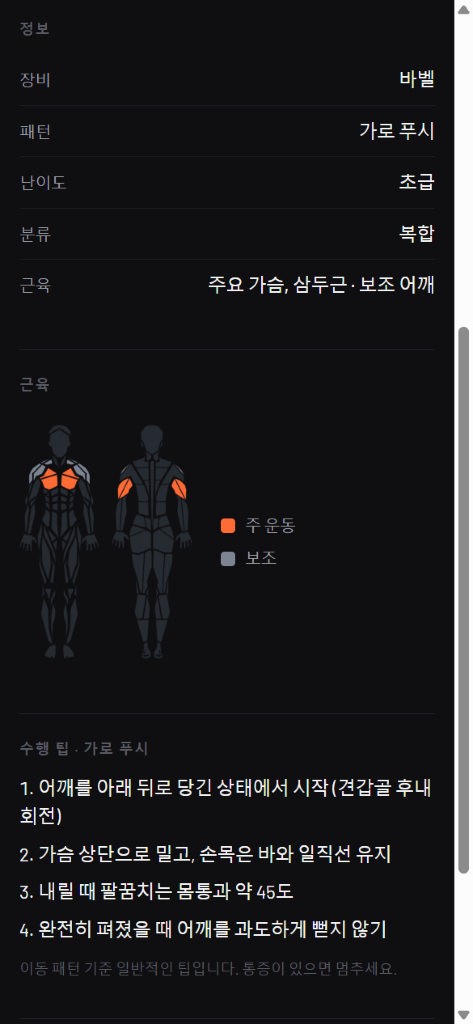 정보
장비 바벨
패턴 가로 푸시
난이도 초급
분류 복합
근육 주요 가슴, 삼두근 · 보조 어깨
근육
주 운동
보조
수행 팁 · 가로 푸시
1. 어깨를 아래 뒤로 당긴 상태에서 시작(견갑골 후내
회전)
2. 가슴 상단으로 밀고, 손목은 바와 일직선 유지
3. 내릴 때 팔꿈치는 몸통과 약 45도
4. 완전히 펴졌을 때 어깨를 과도하게 뻗지 않기
이동 패턴 기준 일반적인 팁입니다. 통증이 있으면 멈추세요.